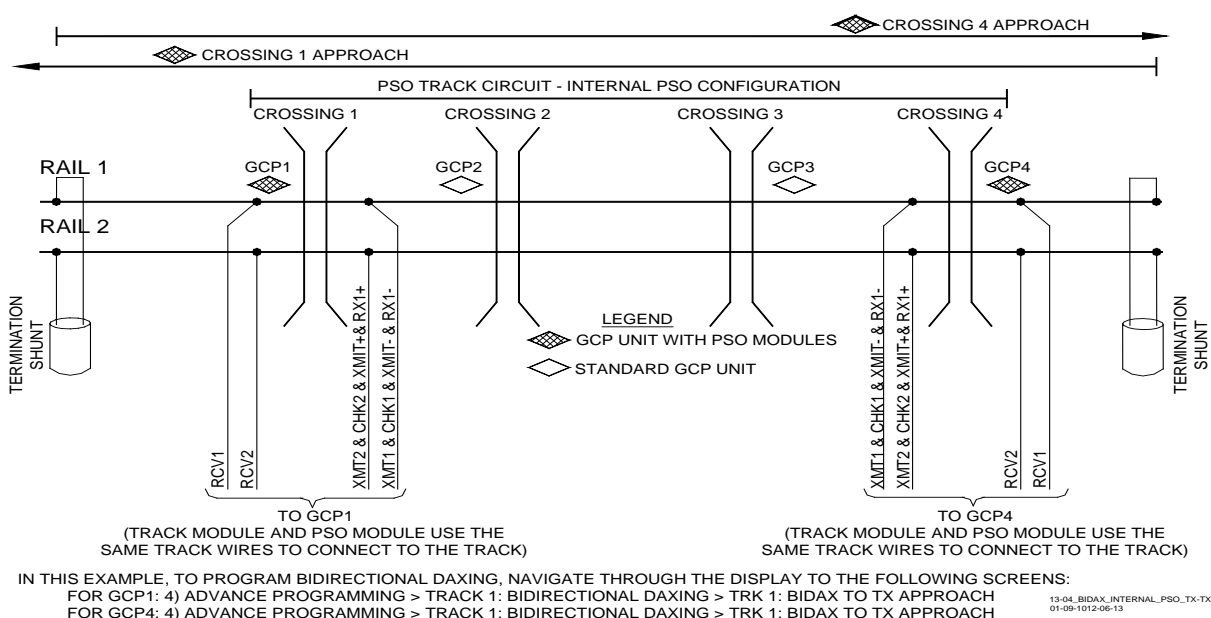 CROSSING 4 APPROACH
CROSSING 1 APPROACH
PSO TRACK CIRCUIT - INTERNAL PSO CONFIGURATION
CROSSING 1
CROSSING 2
CROSSING 3
CROSSING 4
RAIL 1
GCP1
GCP2
GCP3
GCP4
RAIL 2
TERMINATION
SHUNT
RCV1
RCV2
XMT2 & CHK2 & XMIT+& RX1+
XMT1 & CHK1 & XMIT- & RX1-
LEGEND
GCP UNIT WITH PSO MODULES
STANDARD GCP UNIT
XMT1 & CHK1 & XMIT- & RX1-
XMT2 & CHK2 & XMIT+& RX1+
RCV2
RCV1
TERMINATION
SHUNT
TO GCP1
(TRACK MODULE AND PSO MODULE USE THE
SAME TRACK WIRES TO CONNECT TO THE TRACK)
TO GCP4
(TRACK MODULE AND PSO MODULE USE THE
SAME TRACK WIRES TO CONNECT TO THE TRACK)
IN THIS EXAMPLE, TO PROGRAM BIDIRECTIONAL DAXING, NAVIGATE THROUGH THE DISPLAY TO THE FOLLOWING SCREENS:
FOR GCP1: 4) ADVANCE PROGRAMMING > TRACK 1: BIDIRECTIONAL DAXING > TRK 1: BIDAX TO TX APPROACH
FOR GCP4: 4) ADVANCE PROGRAMMING > TRACK 1: BIDIRECTIONAL DAXING > TRK 1: BIDAX TO TX APPROACH
13-04_BIDAX_INTERNAL_PSO_TX-TX
01-09-1012-06-13